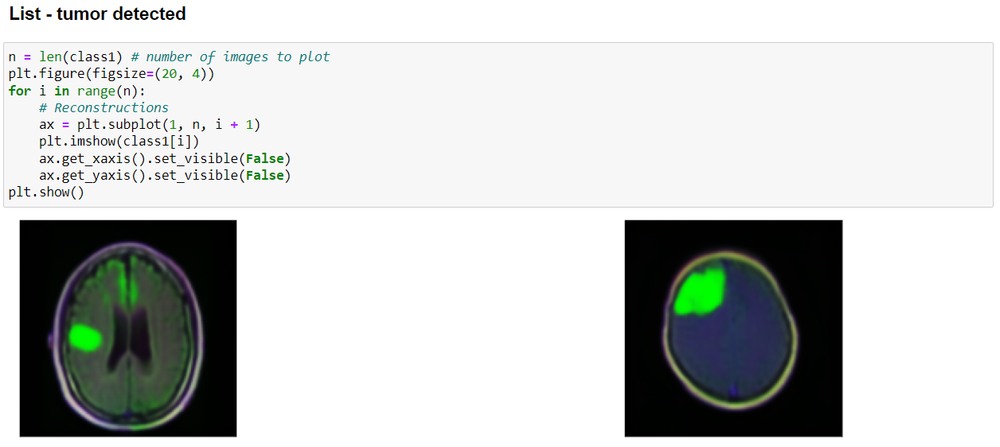 List - tumor detected
n = len(class1) # number of images to plot
plt.figure(figsize=(20, 4))
for i in range(n):
    # Reconstructions
    ax = plt.subplot(1, n, i + 1)
    plt.imshow(class1[i])
    ax.get_xaxis().set_visible(False)
    ax.get_yaxis().set_visible(False)
plt.show()